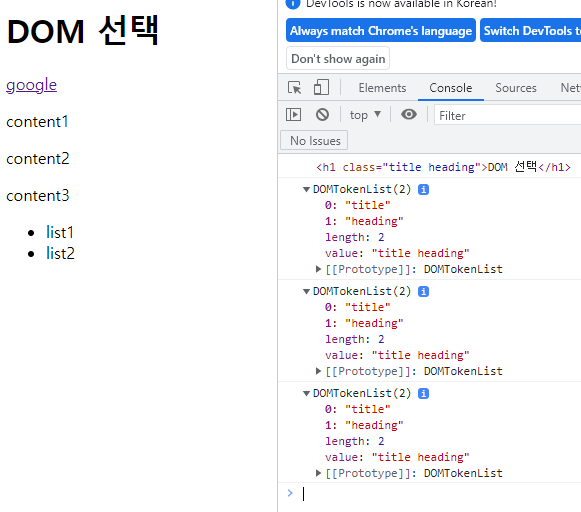 DOM 선택
google
content1
content2
content3
list1
list2
DevTools is now available in Korean!
Always match Chrome's language
Switch DevTools to
Don't show again
Elements Console Sources Net
top ▼ Filter
No Issues
<h1 class="title heading">DOM 선택</h1>
▼DOMTokenList(2) i
0: "title"
1: "heading"
length: 2
value: "title heading"
▶[[Prototype]]: DOMTokenList
▼DOMTokenList(2) i
0: "title"
1: "heading"
length: 2
value: "title heading"
▶[[Prototype]]: DOMTokenList
▼DOMTokenList(2) i
0: "title"
1: "heading"
length: 2
value: "title heading"
▶[[Prototype]]: DOMTokenList
>